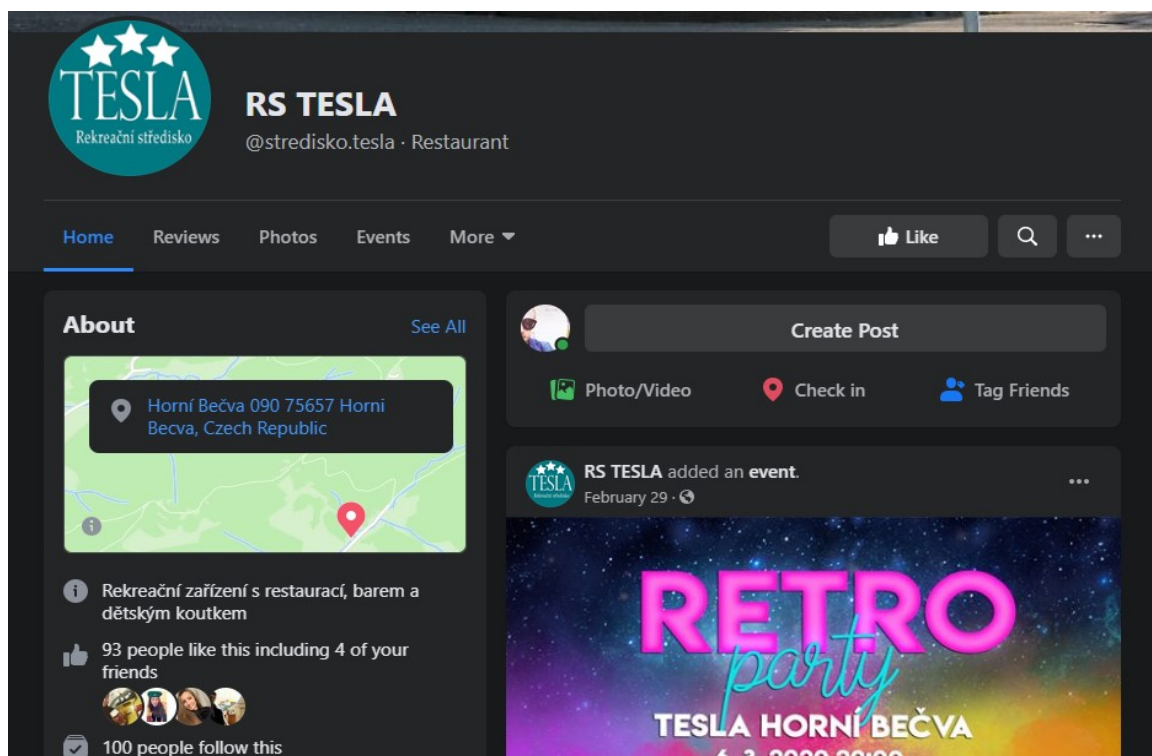 TESLA
Rekreační středisko
RS TESLA
@stredisko.tesla · Restaurant
Home Reviews Photos Events More
Like
About
See All
Horní Bečva 090 75657 Horni
Becva, Czech Republic
Rekreační zařízení s restaurací, barem a
dětským koutkem
93 people like this including 4 of your
friends
100 people follow this
Create Post
Photo/Video Check in Tag Friends
TESLA
RS TESLA added an event.
February 29 ·
RETRO
party
TESLA HORNÍ BEČVA
2020 20:00